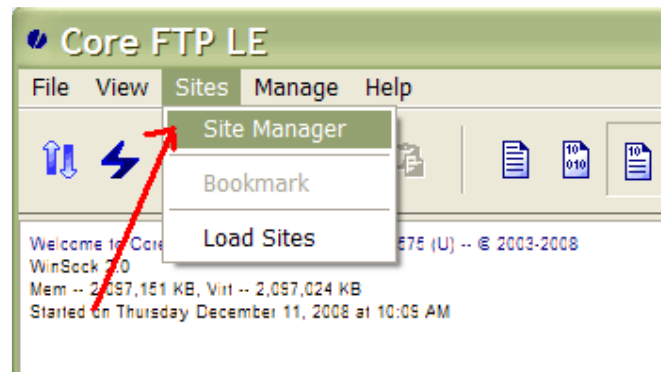 Core FTP LE
File View Sites Manage Help
Site Manager
Bookmark
Load Sites
Welcome to Core 575 (U) -- © 2003-2008
WinSock 2.0
Mem -- 2,097,151 KB, Virt -- 2,097,024 KB
Started on Thursday December 11, 2008 at 10:09 AM